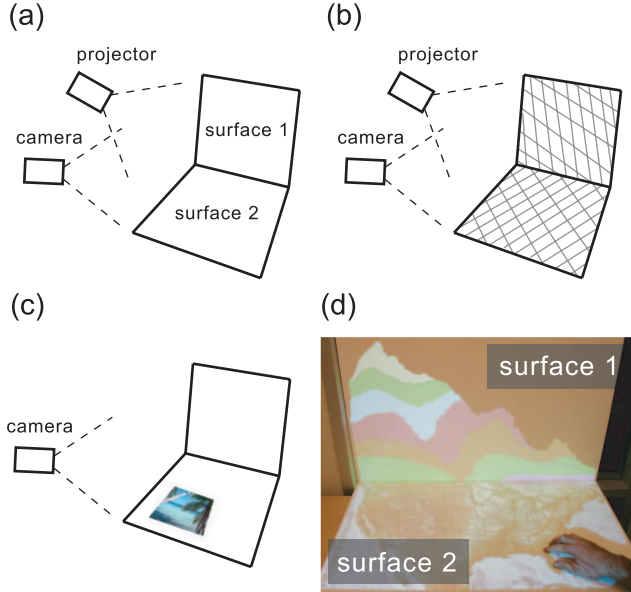 (a)
projector
camera
surface 1
surface 2
(b)
projector
camera
(c)
camera
(d)
surface 1
surface 2